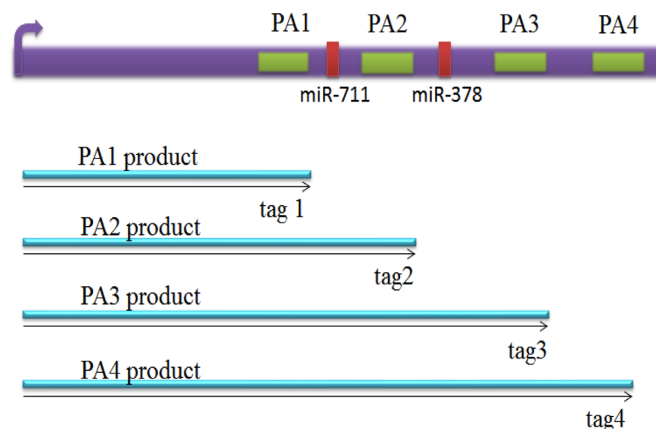 PA1 PA2 PA3 PA4
miR-711 miR-378
PA1 product
tag 1
PA2 product
tag2
PA3 product
tag3
PA4 product
tag4